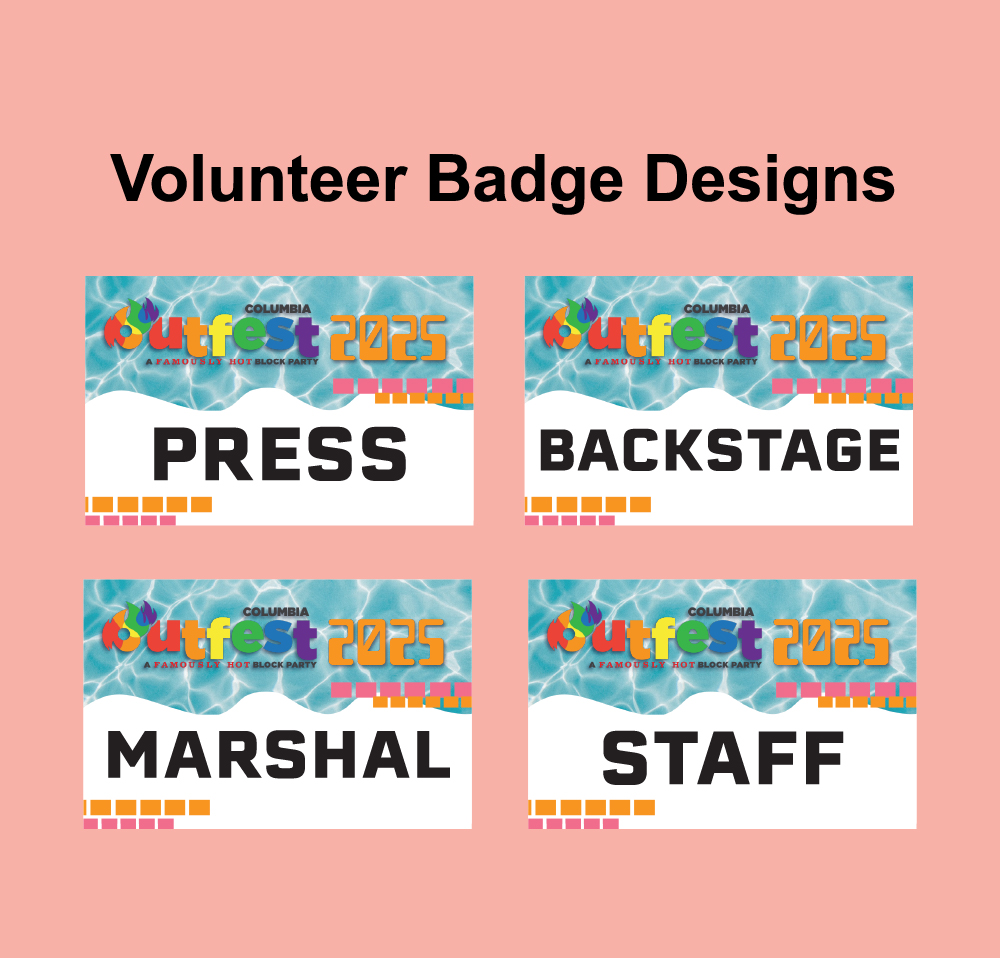 Volunteer Badge Designs
COLUMBIA
Outfest 2025
A FAMOUSLY HOT BLOCK PARTY
PRESS
COLUMBIA
Outfest 2025
A FAMOUSLY HOT BLOCK PARTY
BACKSTAGE
COLUMBIA
Outfest 2025
A FAMOUSLY HOT BLOCK PARTY
MARSHAL
COLUMBIA
Outfest 2025
A FAMOUSLY HOT BLOCK PARTY
STAFF